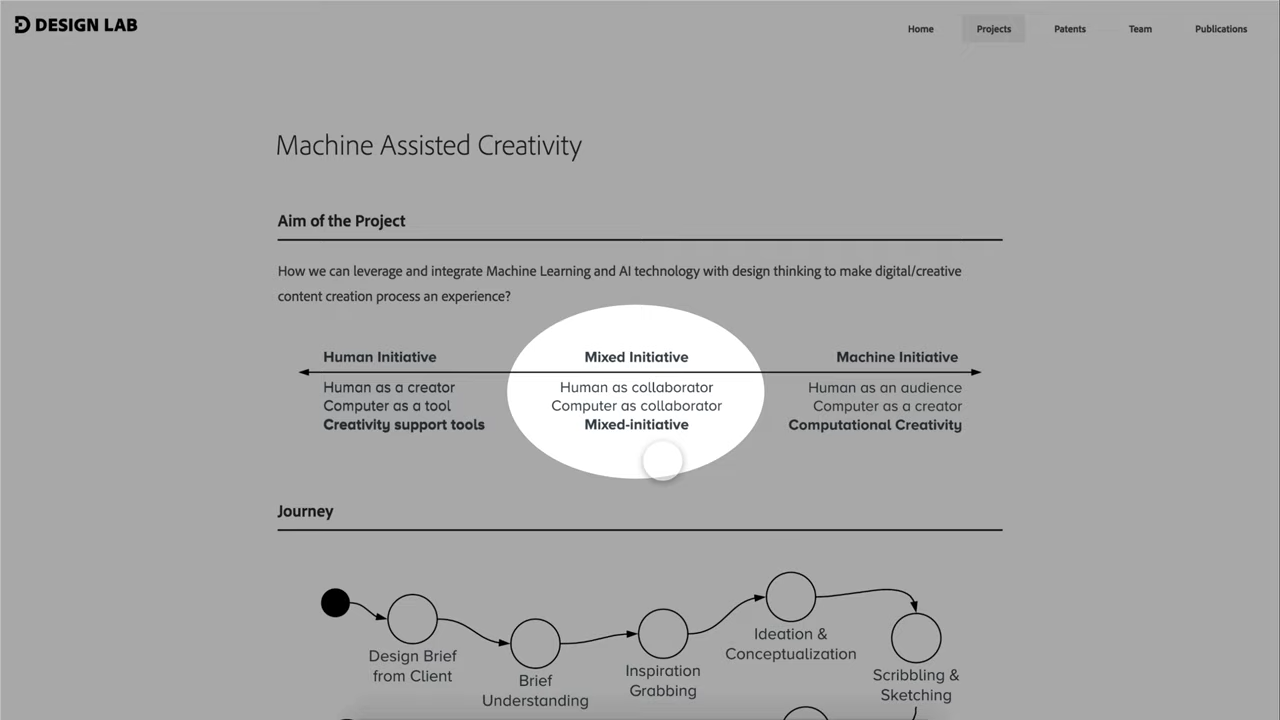 DESIGN LAB
Home Projects Patents Team Publications
Machine Assisted Creativity
Aim of the Project
How we can leverage and integrate Machine Learning and AI technology with design thinking to make digital/creative
content creation process an experience?
Human Initiative
Human as a creator
Computer as a tool
Creativity support tools
Mixed Initiative
Human as collaborator
Computer as collaborator
Mixed-initiative
Machine Initiative
Human as an audience
Computer as a creator
Computational Creativity
Journey
Design Brief
from Client
Brief
Understanding
Inspiration
Grabbing
Ideation &
Conceptualization
Scribbling &
Sketching